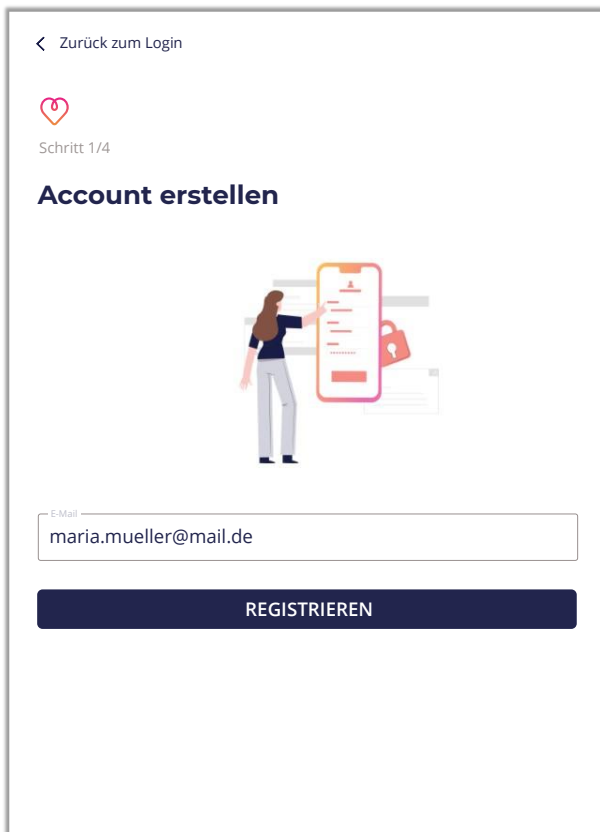 Zurück zum Login
Schritt 1/4
Account erstellen
E-Mail
maria.mueller@mail.de
REGISTRIEREN